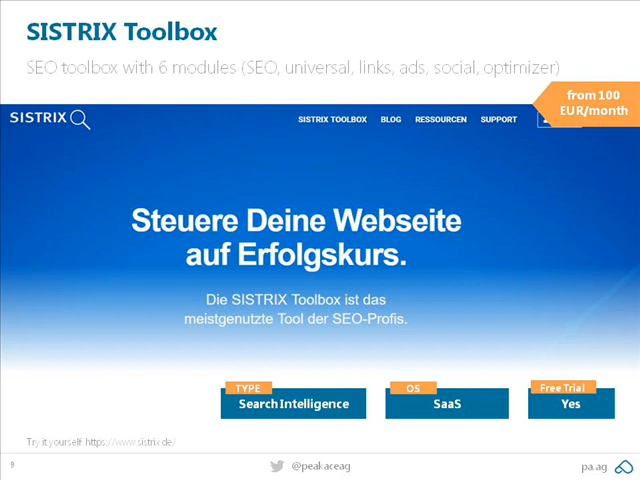 SISTRIX Toolbox
SEO toolbox with 6 modules (SEO, universal, links, ads, social, optimizer)
from 100
EUR/month
SISTRIX
SISTRIX TOOLBOX BLOG RESSOURCEN SUPPORT
Steuere Deine Webseite
auf Erfolgskurs.
Die SISTRIX Toolbox ist das
meistgenutzte Tool der SEO-Profis.
TYPE
Search Intelligence
OS
SaaS
Free Trial
Yes
Try it yourself: https://www.sistrix.de/
9
@peakaceag
pa.ag